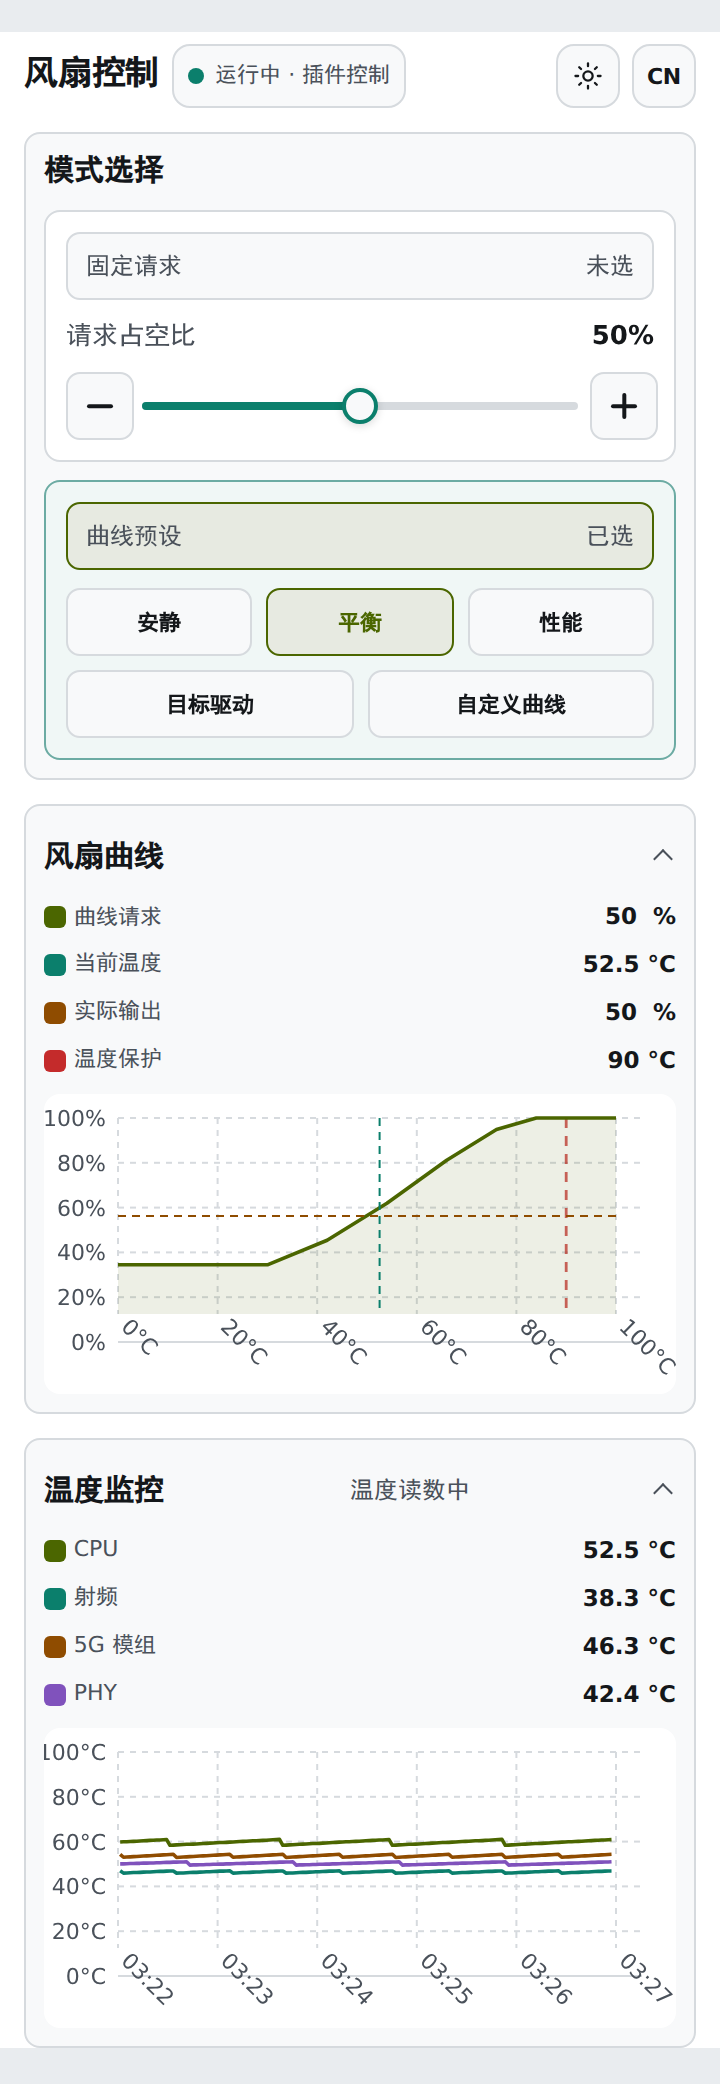 风扇控制
运行中 · 插件控制
CN
模式选择
固定请求 未选
请求占空比 50%
曲线预设 已选
安静 平衡 性能
目标驱动 自定义曲线
风扇曲线
曲线请求 50 %
当前温度 52.5 °C
实际输出 50 %
温度保护 90 °C
100%
80%
60%
40%
20%
0%
0°C 20°C 40°C 60°C 80°C 100°C
温度监控 温度读数中
CPU 52.5 °C
射频 38.3 °C
5G 模组 46.3 °C
PHY 42.4 °C
100°C
80°C
60°C
40°C
20°C
0°C
03:22 03:23 03:24 03:25 03:26 03:27